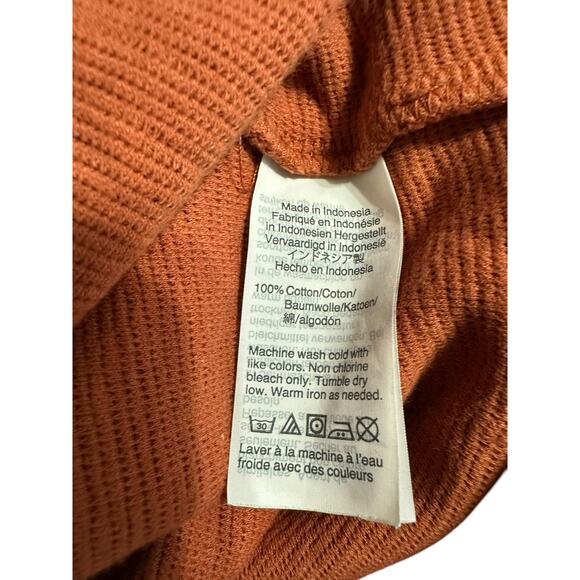 Made in Indonesia
Fabriqué en Indonésie
in Indonesien Hergestellt
Vervaardigd in Indonesië
インドネシア製
Hecho en Indonesia
100% Cotton/Coton/
Baumwolle/Katoen/
綿/algodón
Machine wash cold with
like colors. Non chlorine
bleach only. Tumble dry
low. Warm iron as needed.
30
Laver à la machine à l'eau
froide avec des couleurs